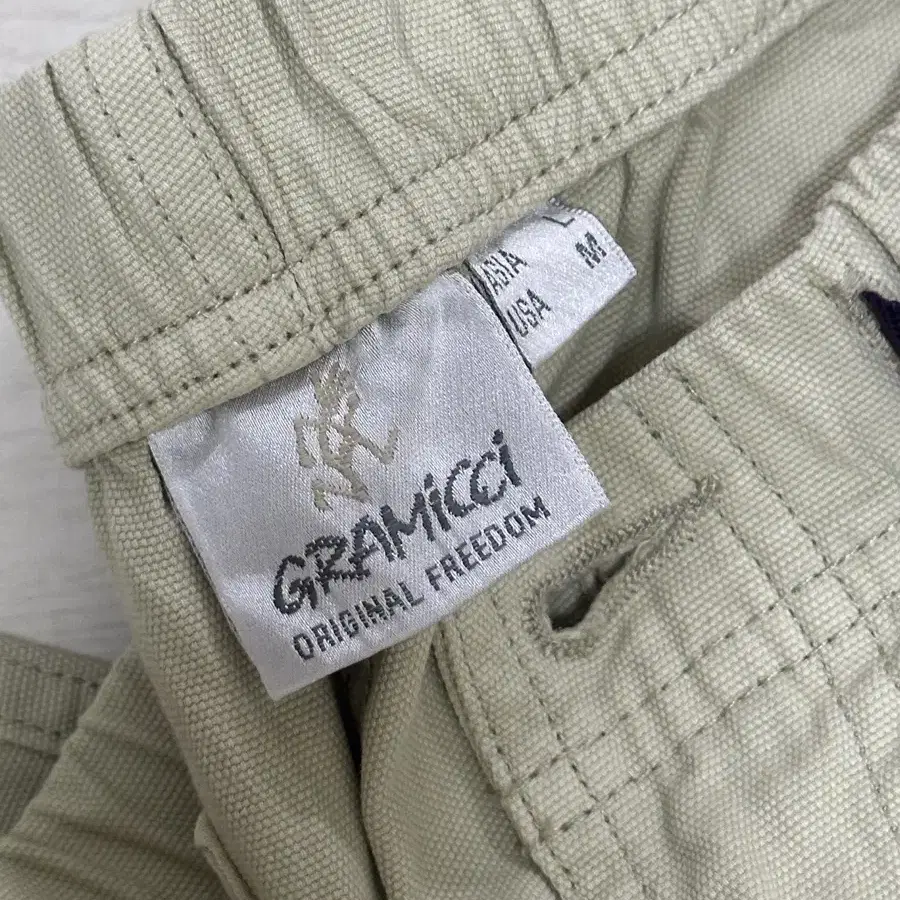 ASIA L
USA M
GRAMiCCi
ORIGINAL FREEDOM